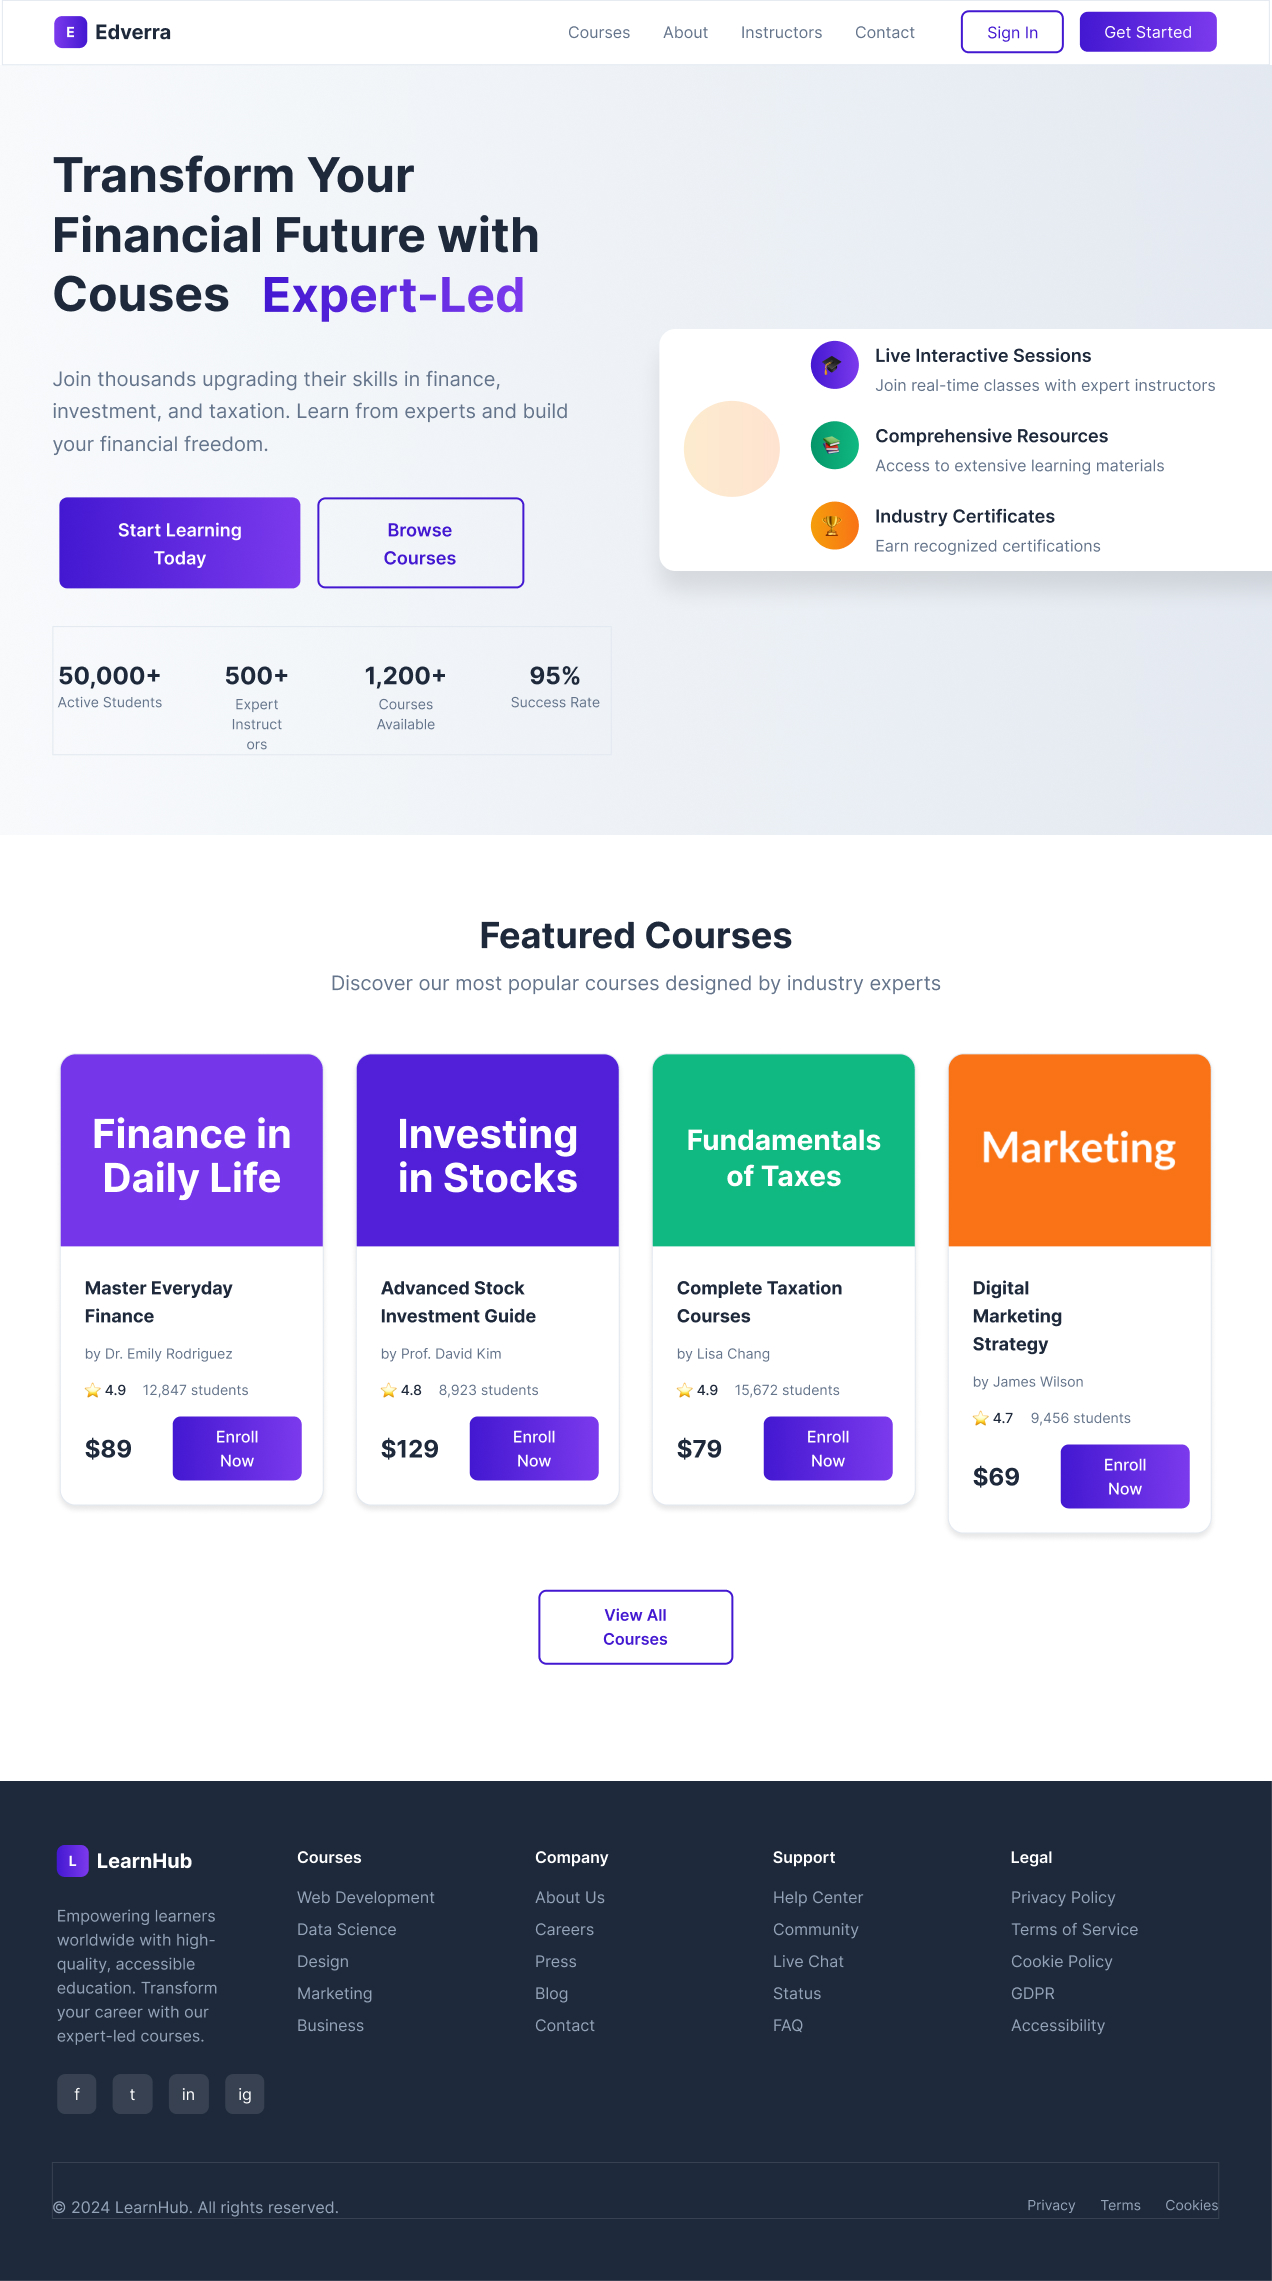 E Edverra
Courses About Instructors Contact Sign In Get Started
Transform Your
Financial Future with
Couses Expert-Led
Join thousands upgrading their skills in finance,
investment, and taxation. Learn from experts and build
your financial freedom.
Start Learning
Today
Browse
Courses
50,000+
Active Students
500+
Expert
Instruct
ors
1,200+
Courses
Available
95%
Success Rate
Live Interactive Sessions
Join real-time classes with expert instructors
Comprehensive Resources
Access to extensive learning materials
Industry Certificates
Earn recognized certifications
Featured Courses
Discover our most popular courses designed by industry experts
Finance in
Daily Life
Master Everyday
Finance
by Dr. Emily Rodriguez
4.9 12,847 students
$89
Enroll
Now
Investing
in Stocks
Advanced Stock
Investment Guide
by Prof. David Kim
4.8 8,923 students
$129
Enroll
Now
Fundamentals
of Taxes
Complete Taxation
Courses
by Lisa Chang
4.9 15,672 students
$79
Enroll
Now
Marketing
Digital
Marketing
Strategy
by James Wilson
4.7 9,456 students
$69
Enroll
Now
View All
Courses
L LearnHub
Empowering learners
worldwide with high-
quality, accessible
education. Transform
your career with our
expert-led courses.
f t in ig
Courses
Web Development
Data Science
Design
Marketing
Business
Company
About Us
Careers
Press
Blog
Contact
Support
Help Center
Community
Live Chat
Status
FAQ
Legal
Privacy Policy
Terms of Service
Cookie Policy
GDPR
Accessibility
© 2024 LearnHub. All rights reserved.
Privacy Terms Cookies